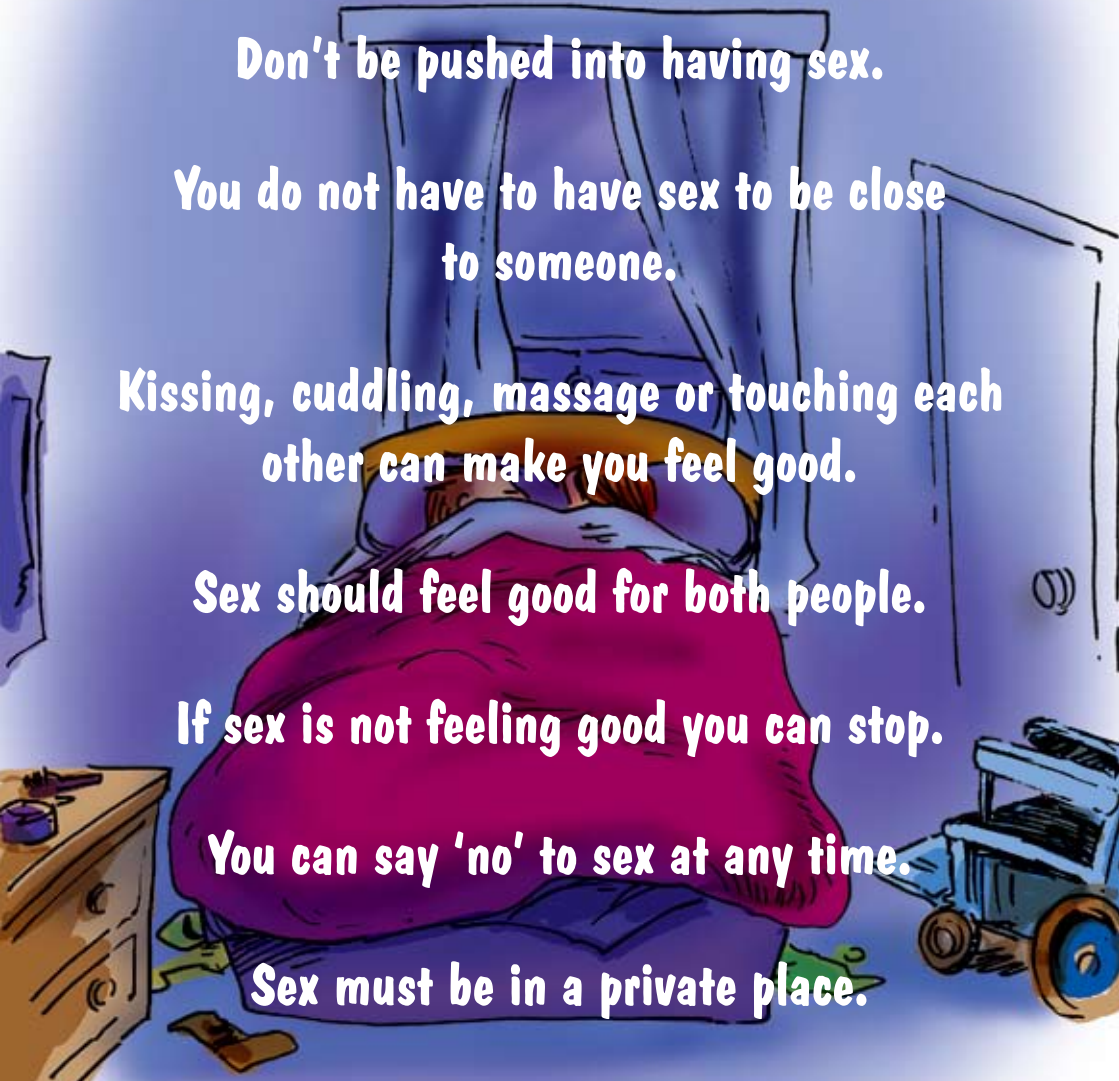 Don't be pushed into having sex.
You do not have to have sex to be close
to someone.
Kissing, cuddling, massage or touching each
other can make you feel good.
Sex should feel good for both people.
If sex is not feeling good you can stop.
You can say ‘no’ to sex at any time.
Sex must be in a private place.